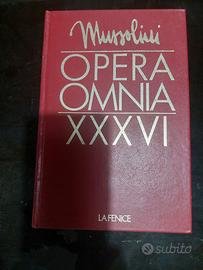 Mussolini
OPERA
OMNIA
XXXVI
LA FENICE
subito